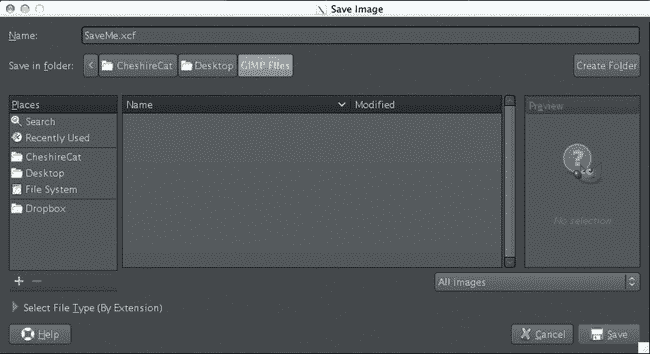 Save Image
Name: SaveMe.xcf
Save in folder: < CheshireCat Desktop GIMP Files Create Folder
Places Name Modified Preview
Search
Recently Used
CheshireCat
Desktop
File System
Dropbox
No selection
+ − All images
Select File Type (By Extension)
Help Cancel Save